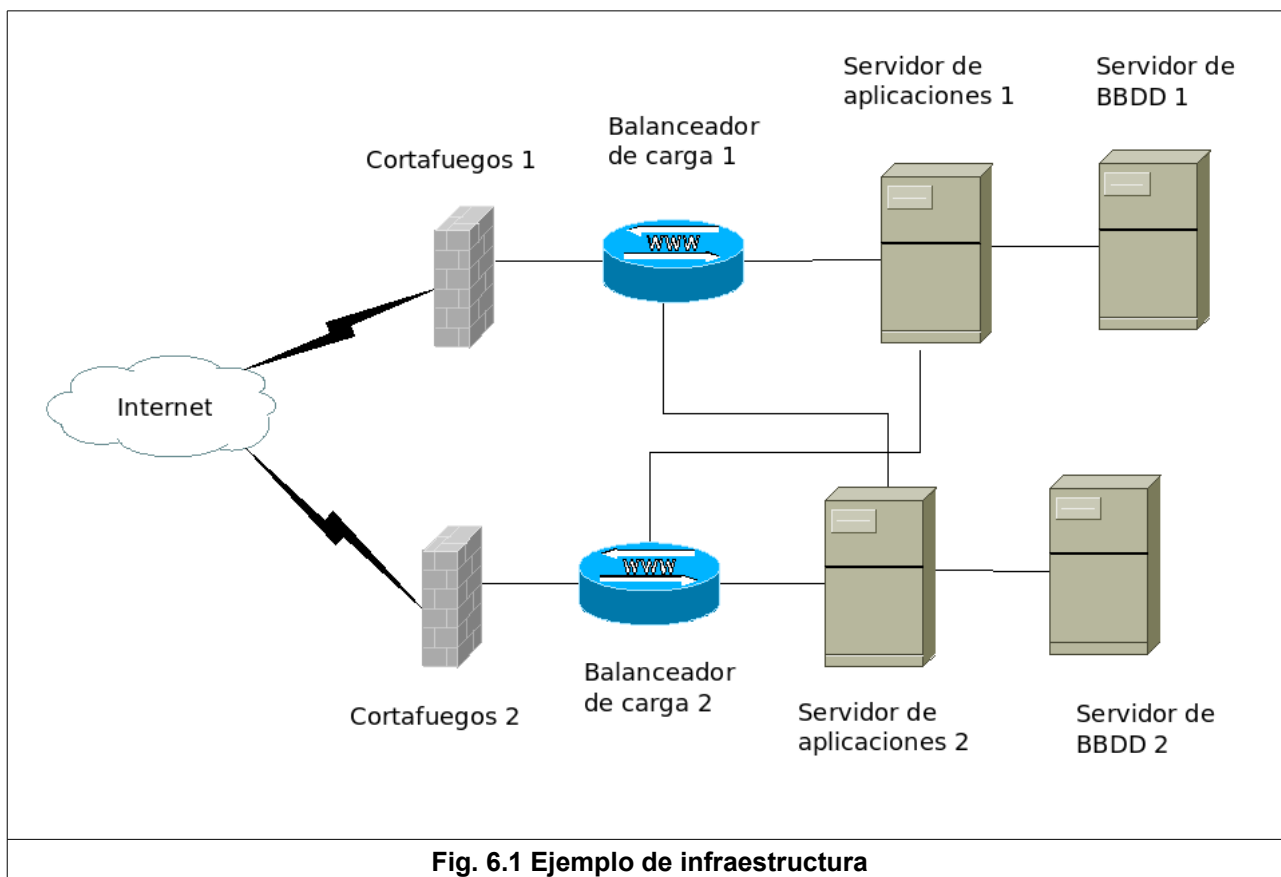 Servidor de
aplicaciones 1
Servidor de
BBDD 1
Balanceador
de carga 1
Cortafuegos 1
WWW
Internet
WWW
Balanceador
de carga 2
Cortafuegos 2
Servidor de
aplicaciones 2
Servidor de
BBDD 2
Fig. 6.1 Ejemplo de infraestructura